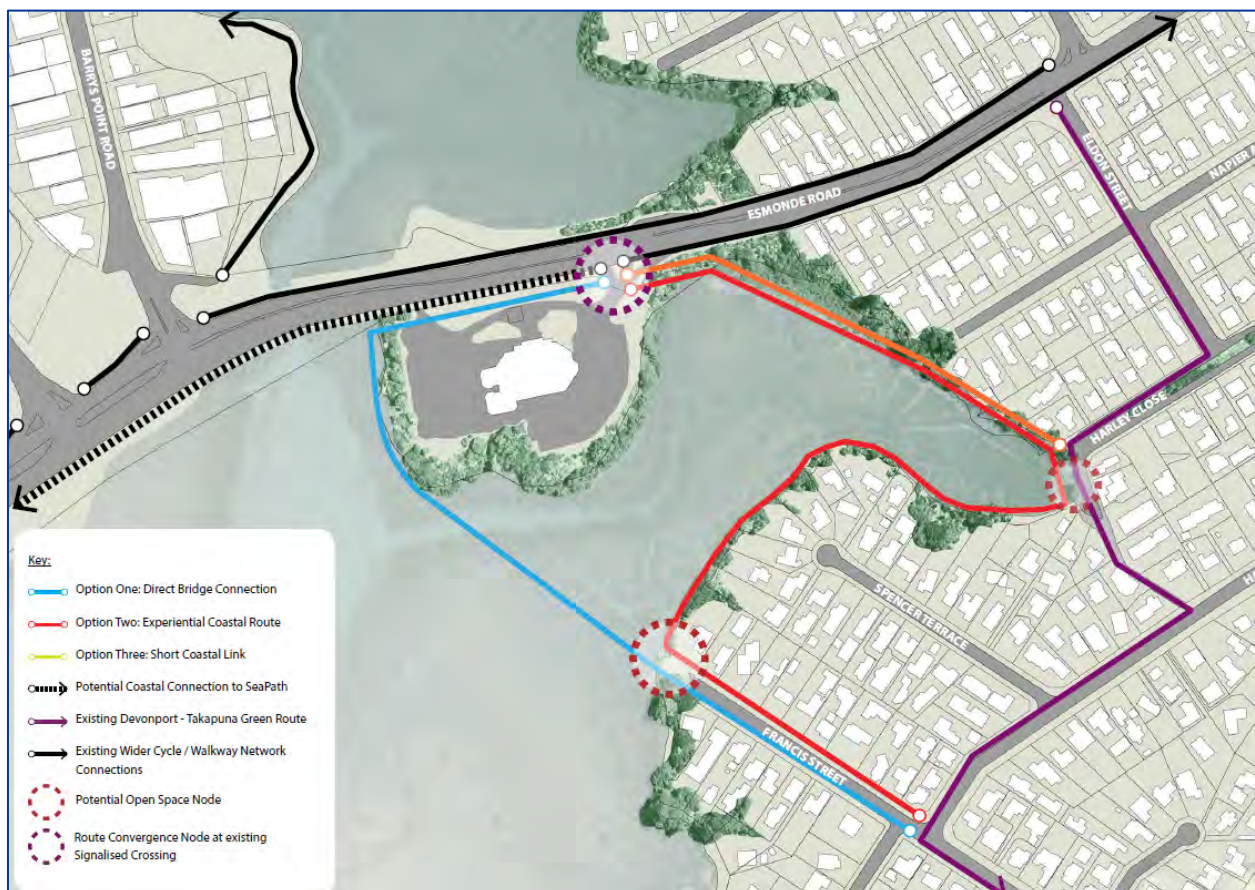 BARRYS POINT ROAD
ESMONDE ROAD
ELDON STREET
NAPIER
HARLEY CLOSE
SPENCER TERRACE
FRANCIS STREET
Key:
Option One: Direct Bridge Connection
Option Two: Experiential Coastal Route
Option Three: Short Coastal Link
Potential Coastal Connection to SeaPath
Existing Devonport - Takapuna Green Route
Existing Wider Cycle / Walkway Network
Connections
Potential Open Space Node
Route Convergence Node at existing
Signalised Crossing